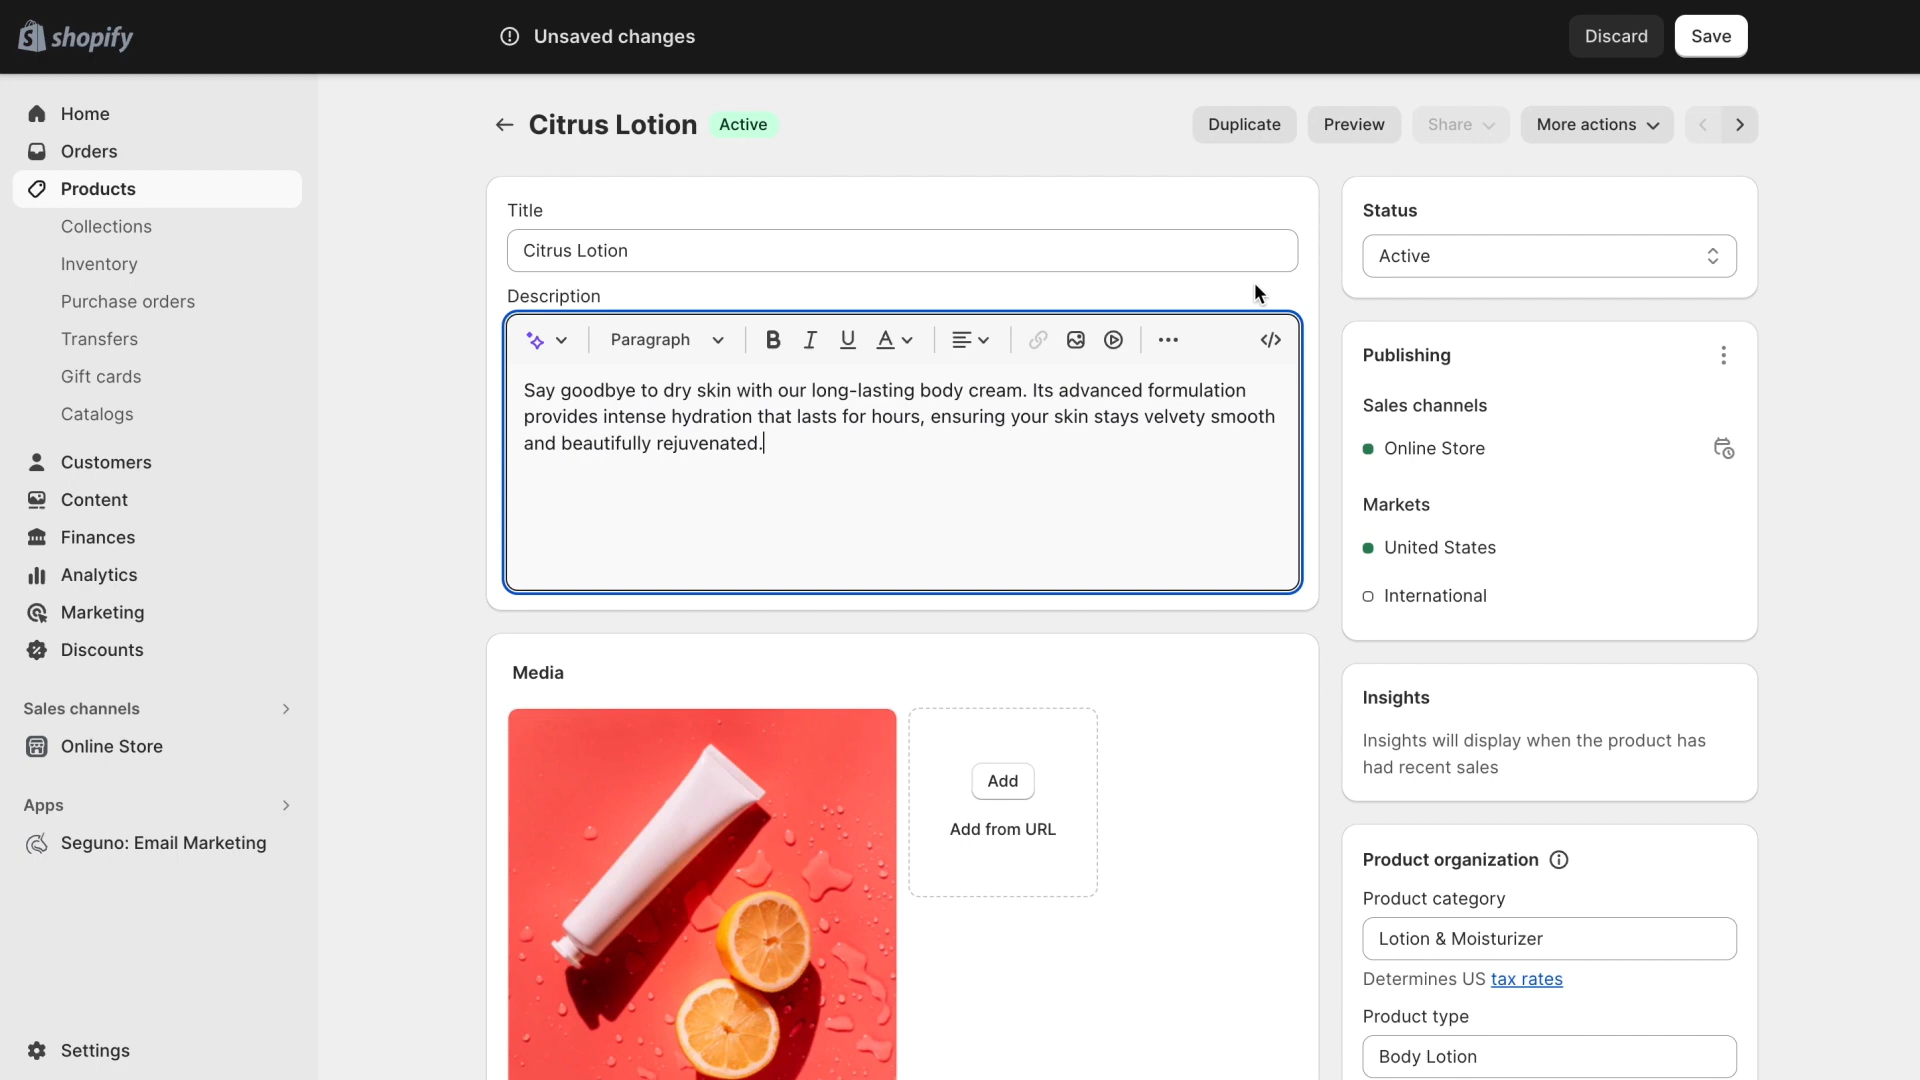 shopify
Unsaved changes
Discard
Save
Home
Orders
Products
Collections
Inventory
Purchase orders
Transfers
Gift cards
Catalogs
Customers
Content
Finances
Analytics
Marketing
Discounts
Sales channels
Online Store
Apps
Seguno: Email Marketing
Settings
Citrus Lotion
Active
Duplicate
Preview
Share
More actions
Title
Citrus Lotion
Description
Paragraph
B I U A
Say goodbye to dry skin with our long-lasting body cream. Its advanced formulation
provides intense hydration that lasts for hours, ensuring your skin stays velvety smooth
and beautifully rejuvenated.
Media
Add
Add from URL
Status
Active
Publishing
Sales channels
Online Store
Markets
United States
International
Insights
Insights will display when the product has
had recent sales
Product organization
Product category
Lotion & Moisturizer
Determines US tax rates
Product type
Body Lotion